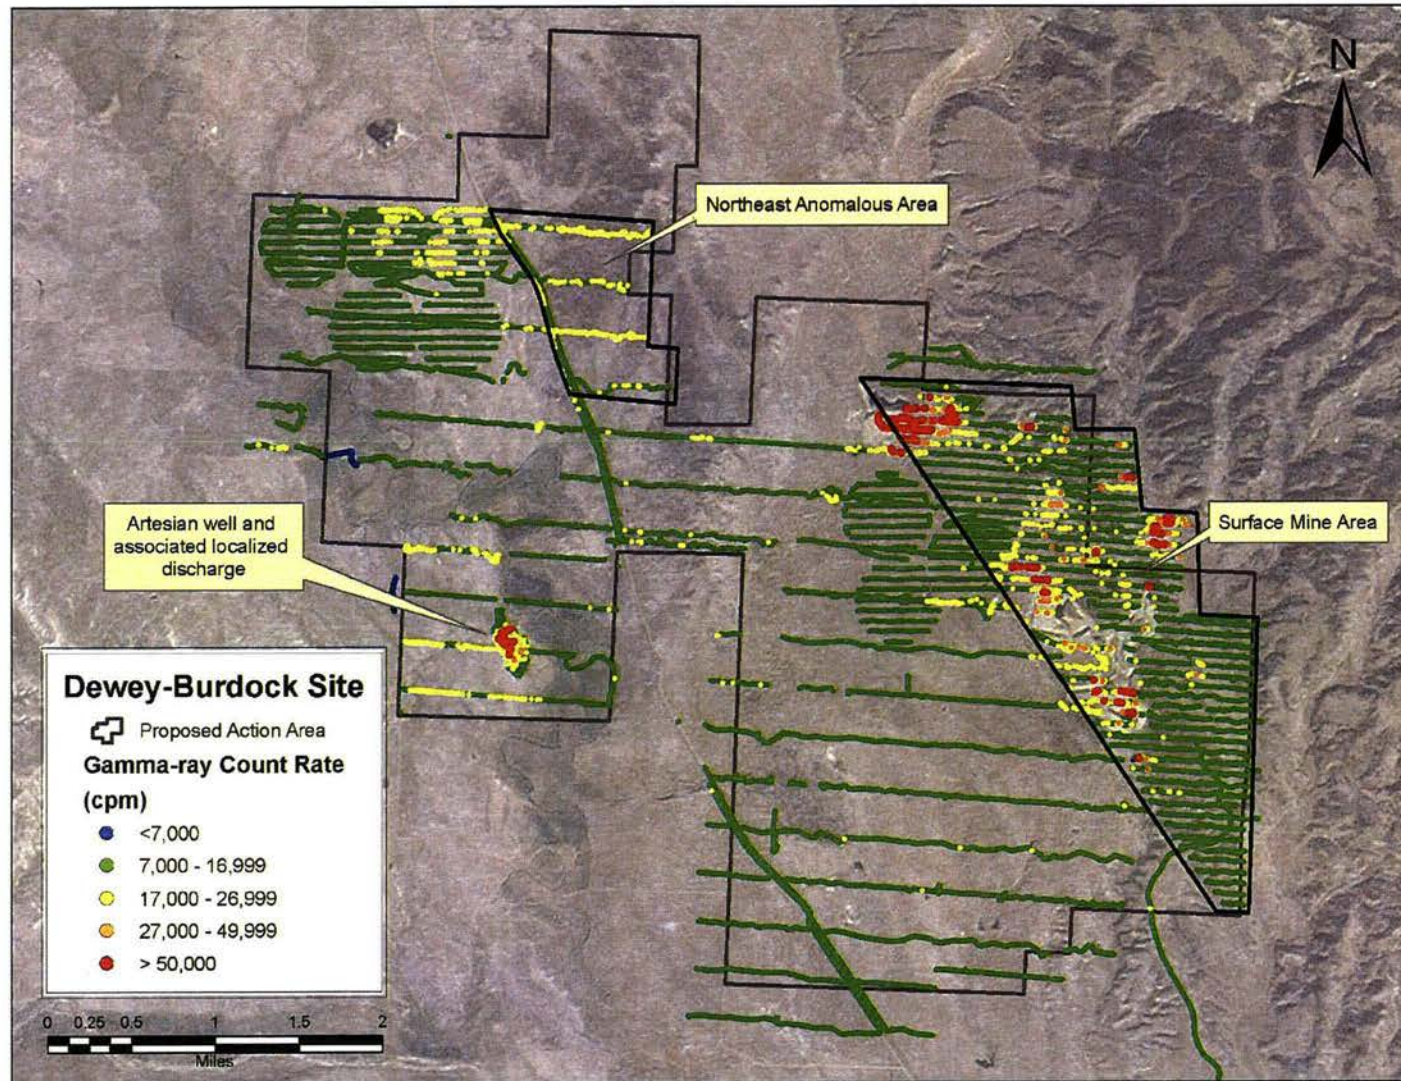 N
Northeast Anomalous Area
Artesian well and
associated localized
discharge
Surface Mine Area
Dewey-Burdock Site
Proposed Action Area
Gamma-ray Count Rate
(cpm)
<7,000
7,000 - 16,999
17,000 - 26,999
27,000 - 49,999
> 50,000
0 0.25 0.5 1 1.5 2
Miles